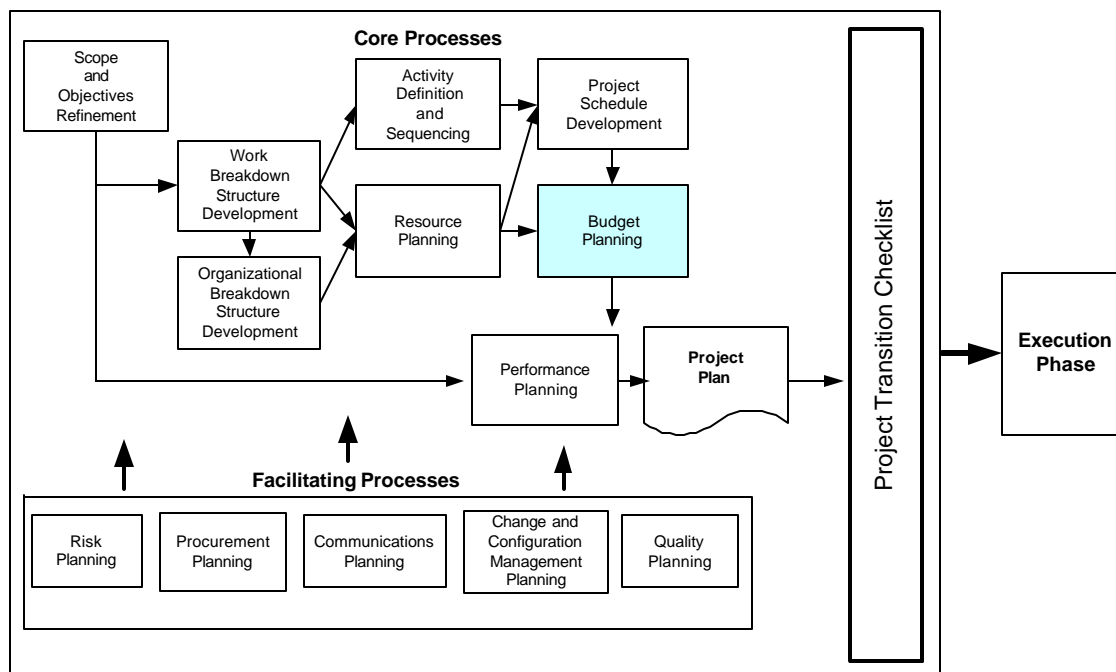 Core Processes
Scope
and
Objectives
Refinement
Activity
Definition
and
Sequencing
Project
Schedule
Development
Work
Breakdown
Structure
Development
Resource
Planning
Budget
Planning
Organizational
Breakdown
Structure
Development
Performance
Planning
Project
Plan
Project Transition Checklist
Execution
Phase
Facilitating Processes
Risk
Planning
Procurement
Planning
Communications
Planning
Change and
Configuration
Management
Planning
Quality
Planning